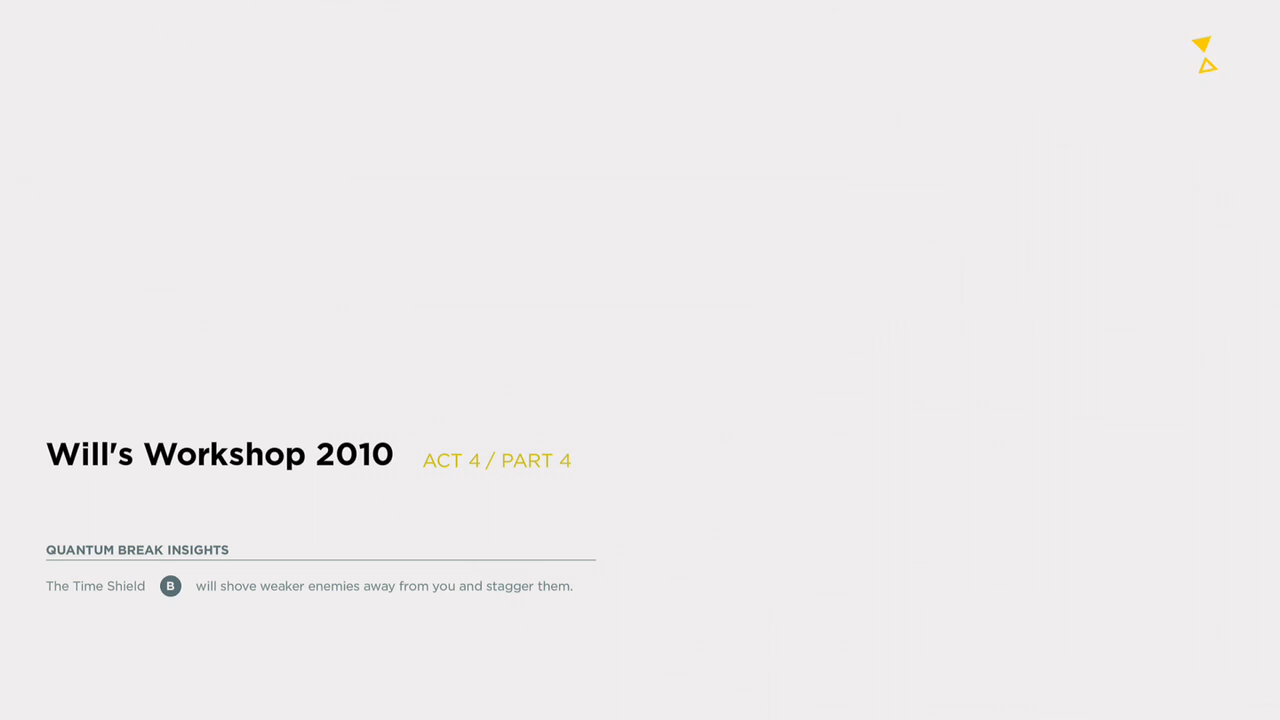 Will's Workshop 2010 ACT 4 / PART 4
QUANTUM BREAK INSIGHTS
The Time Shield B will shove weaker enemies away from you and stagger them.